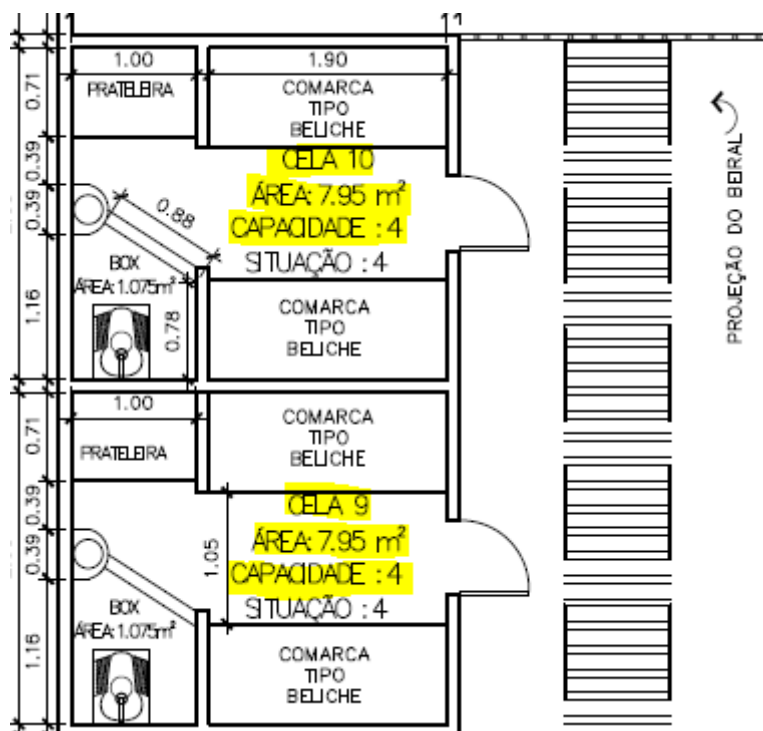 1.00
1.90
0.71
PRATELEIRA
COMARCA
TIPO
BELICHE
0.39
CELA 10
ÁREA: 7.95 m²
CAPACIDADE : 4
SITUAÇÃO : 4
0.39
0.88
BOX
ÁREA: 1.075m²
1.16
0.78
COMARCA
TIPO
BELICHE
PROJEÇÃO DO BEIRAL
1.00
0.71
PRATELEIRA
COMARCA
TIPO
BELICHE
0.39
CELA 9
ÁREA: 7.95 m²
CAPACIDADE : 4
SITUAÇÃO : 4
0.39
1.05
BOX
ÁREA: 1.075m²
1.16
COMARCA
TIPO
BELICHE